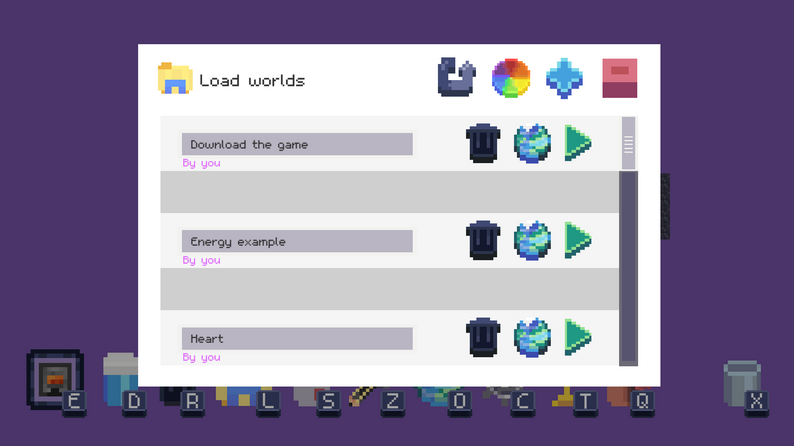 Load worlds
Download the game
By you
Energy example
By you
Heart
By you
E D R L S Z O C T Q X